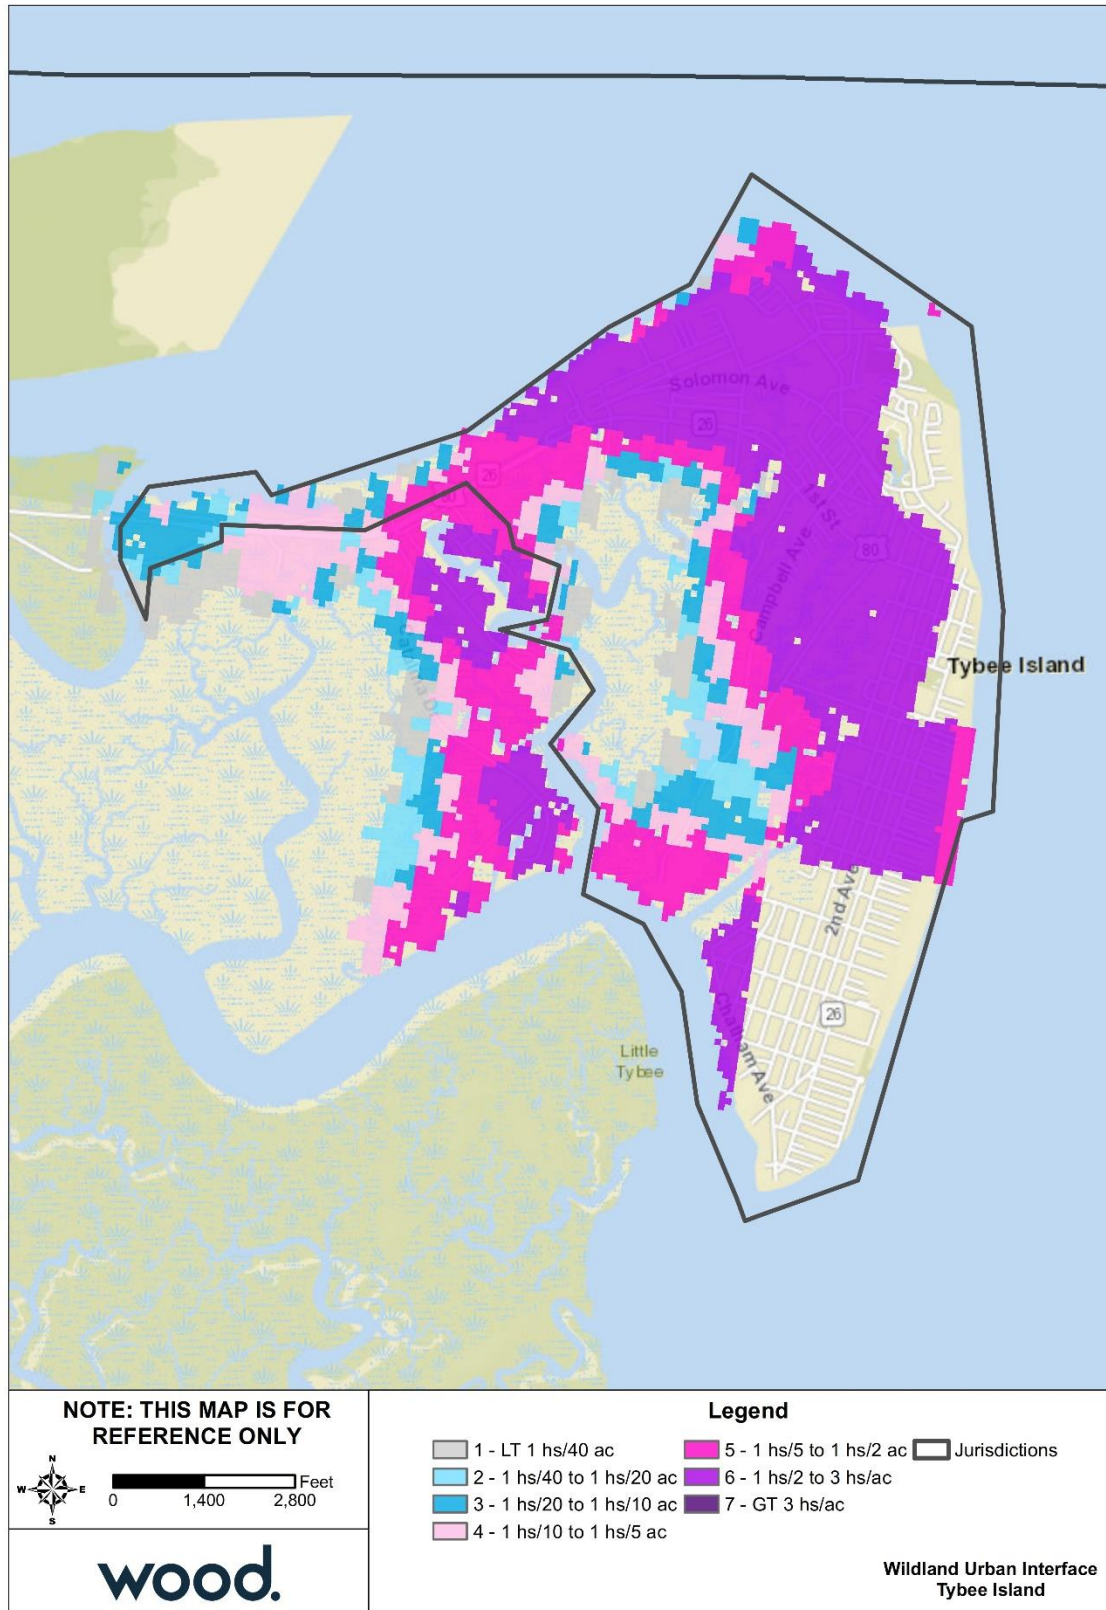 Solomon Ave
26
26
80
1st St
80
Campbell Ave
Catalina Dr
Tybee Island
2nd Ave
26
Chatham Ave
Little
Tybee
NOTE: THIS MAP IS FOR
REFERENCE ONLY
N
W E
S
Feet
0 1,400 2,800
wood.
Legend
1 - LT 1 hs/40 ac
2 - 1 hs/40 to 1 hs/20 ac
3 - 1 hs/20 to 1 hs/10 ac
4 - 1 hs/10 to 1 hs/5 ac
5 - 1 hs/5 to 1 hs/2 ac
6 - 1 hs/2 to 3 hs/ac
7 - GT 3 hs/ac
Jurisdictions
Wildland Urban Interface
Tybee Island